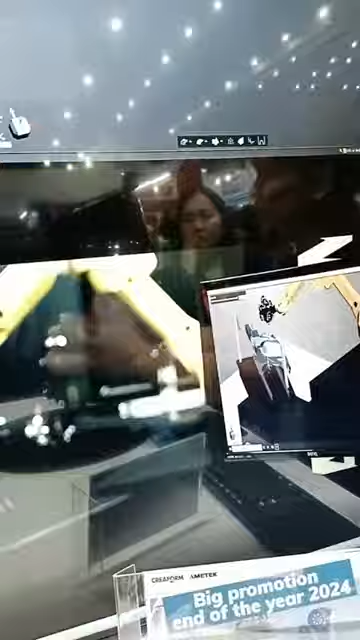 CREAFORM AMETEK
Big promotion
end of the year 2024